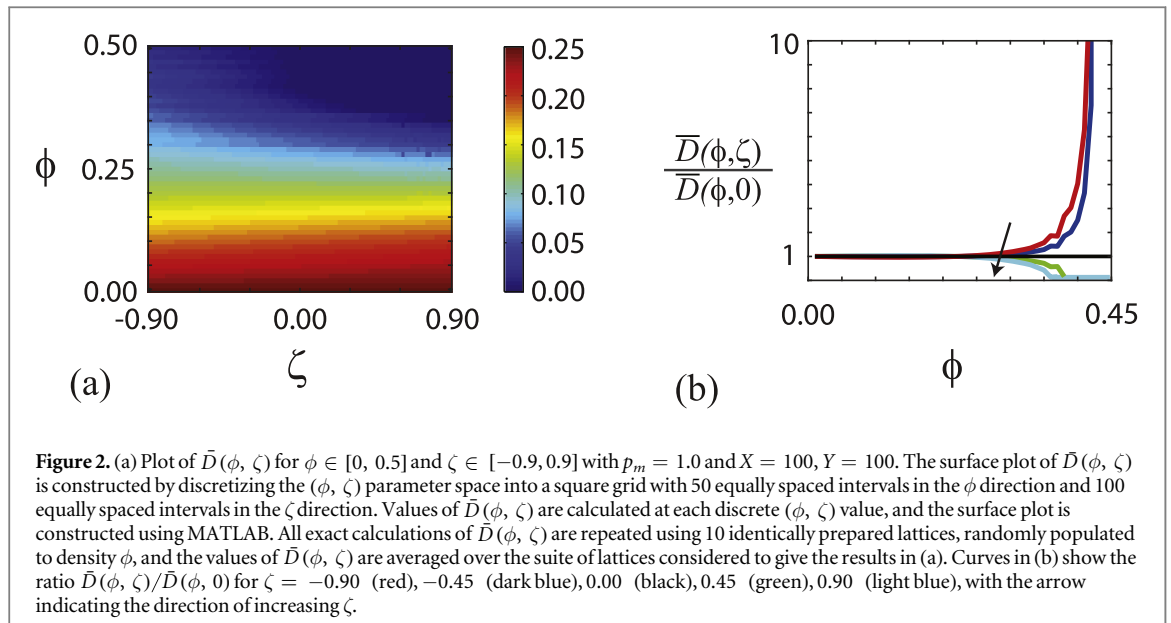 0.50
0.25
0.00
ϕ
-0.90 0.00 0.90
ζ
(a)
0.25
0.20
0.15
0.10
0.05
0.00
10
1
D̄(ϕ,ζ)
D̄(ϕ,0)
0.00 0.45
ϕ
(b)
Figure 2. (a) Plot of D̄(ϕ, ζ) for ϕ ∈ [0, 0.5] and ζ ∈ [−0.9, 0.9] with pₘ = 1.0 and X = 100, Y = 100. The surface plot of D̄(ϕ, ζ)
is constructed by discretizing the (ϕ, ζ) parameter space into a square grid with 50 equally spaced intervals in the ϕ direction and 100
equally spaced intervals in the ζ direction. Values of D̄(ϕ, ζ) are calculated at each discrete (ϕ, ζ) value, and the surface plot is
constructed using MATLAB. All exact calculations of D̄(ϕ, ζ) are repeated using 10 identically prepared lattices, randomly populated
to density ϕ, and the values of D̄(ϕ, ζ) are averaged over the suite of lattices considered to give the results in (a). Curves in (b) show the
ratio D̄(ϕ, ζ)/D̄(ϕ, 0) for ζ = −0.90 (red), −0.45 (dark blue), 0.00 (black), 0.45 (green), 0.90 (light blue), with the arrow
indicating the direction of increasing ζ.